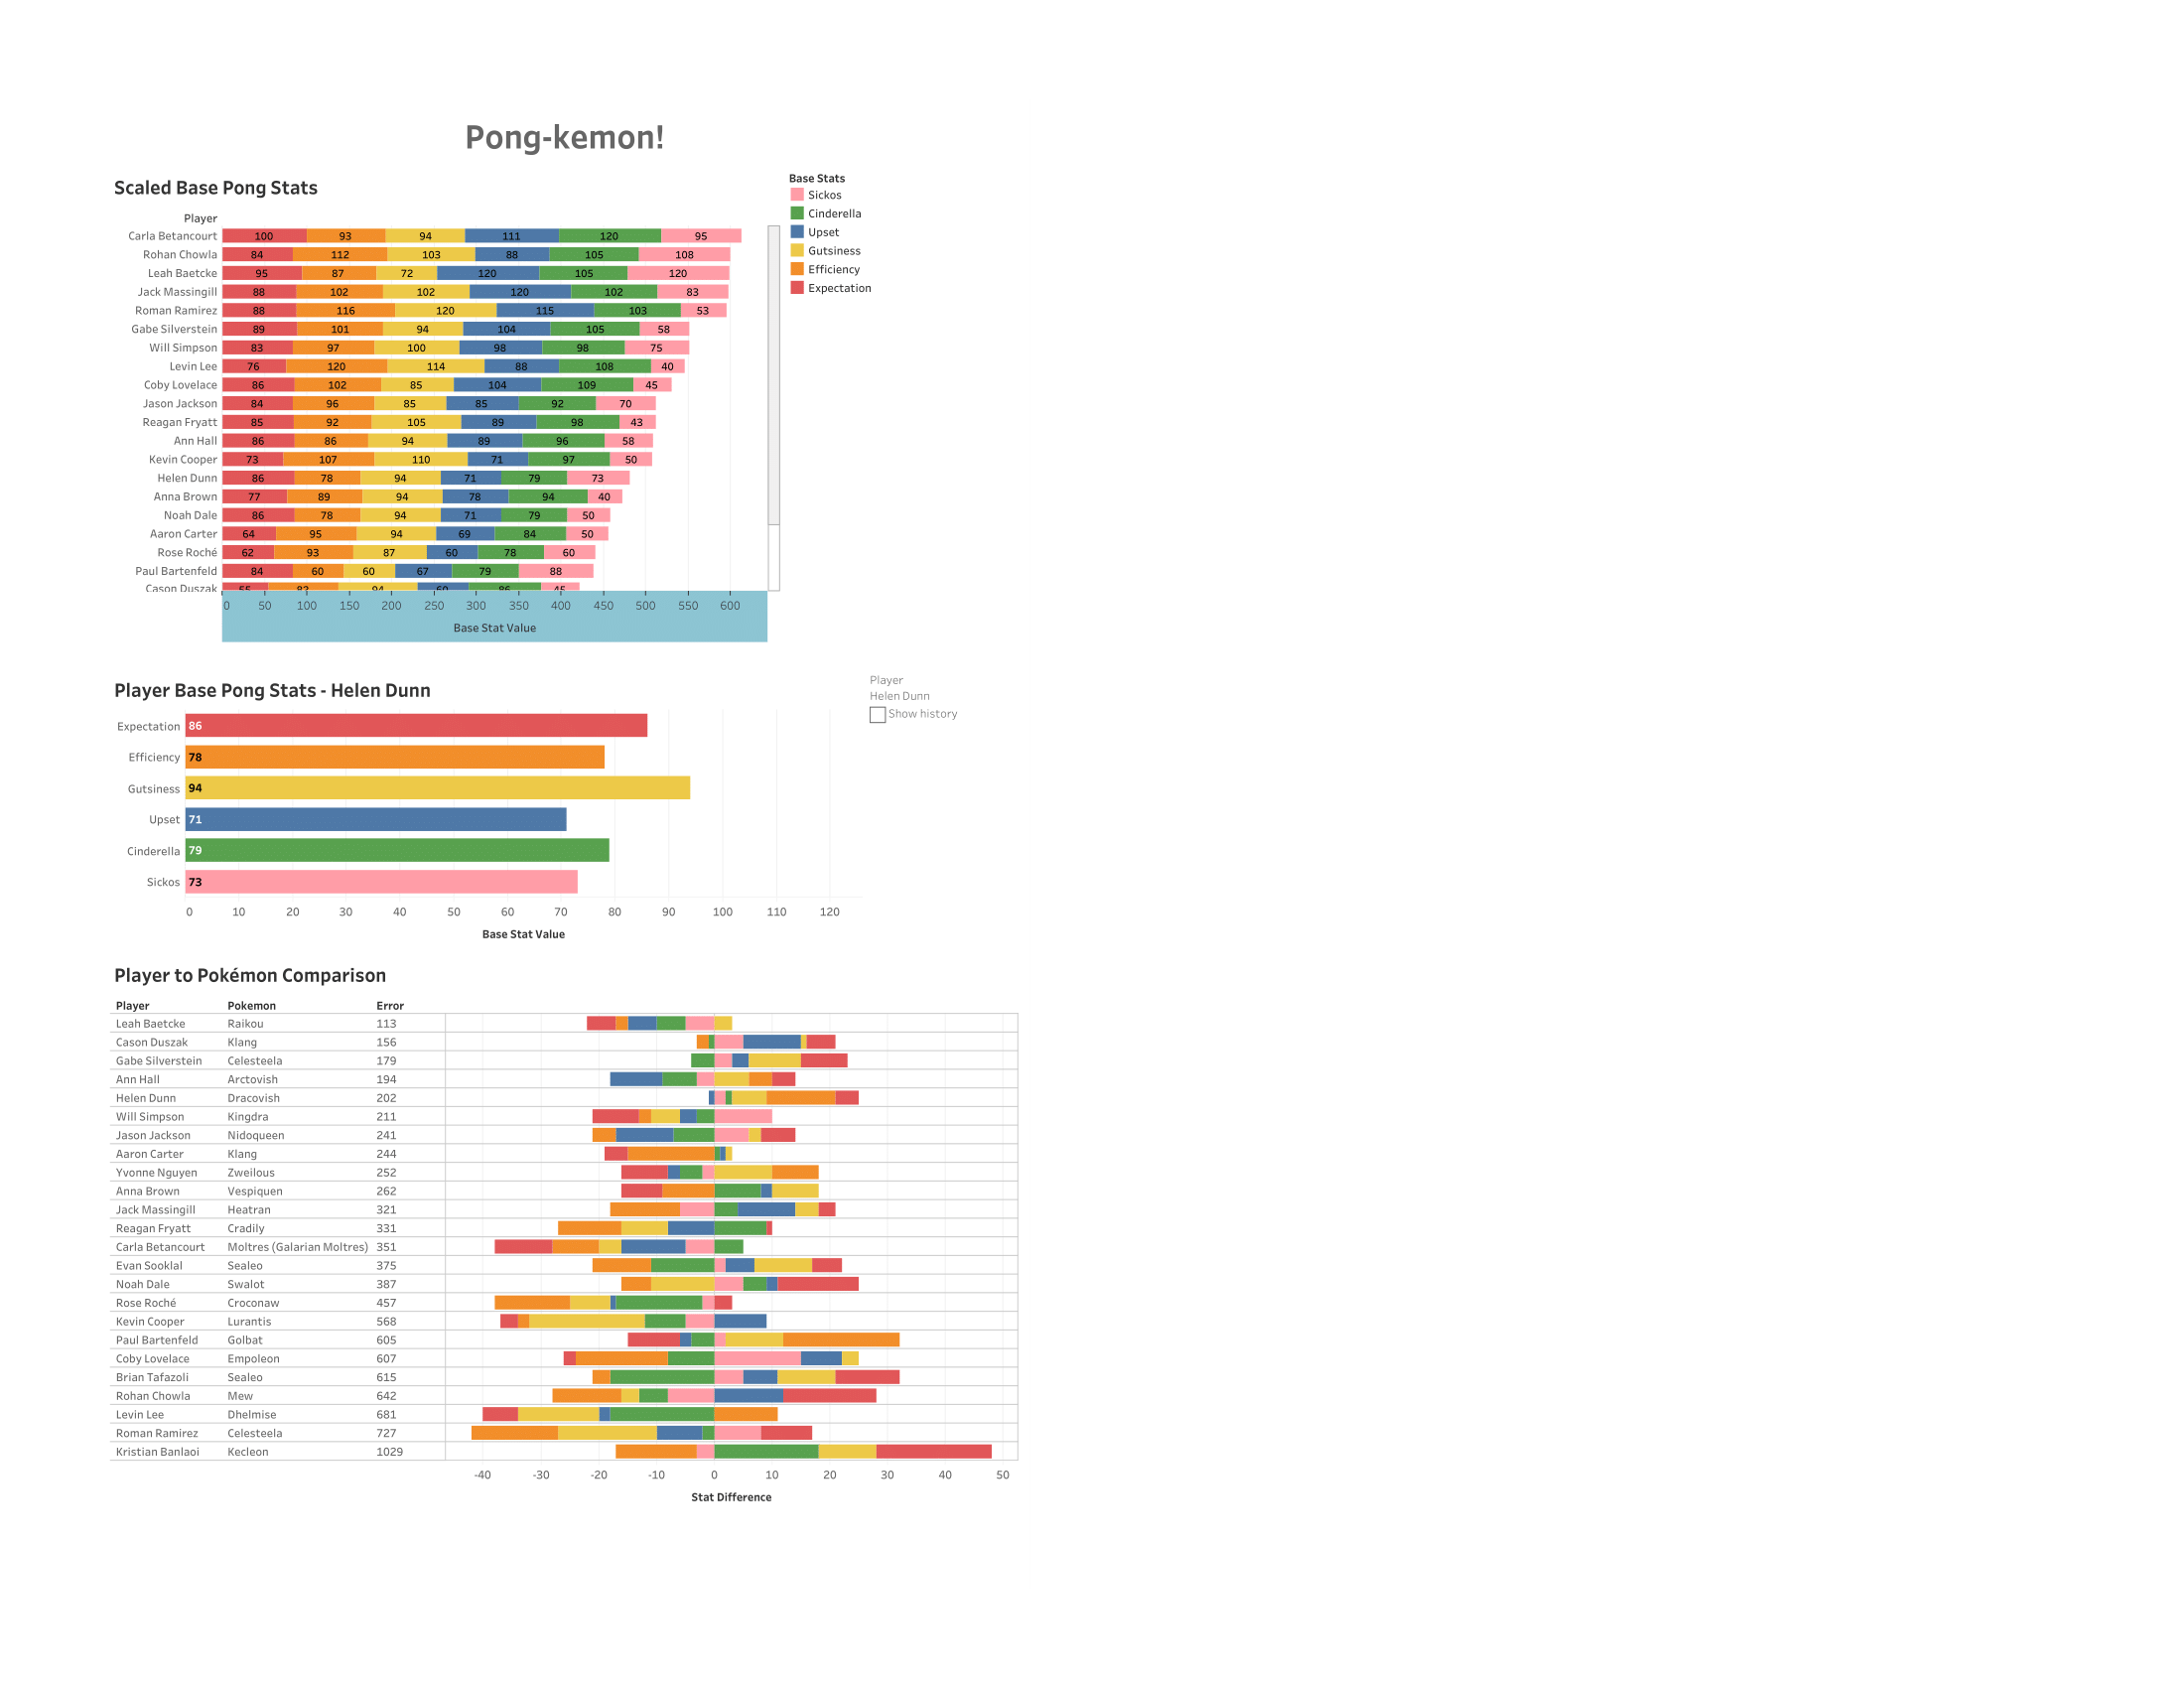 Pong-kemon!
Scaled Base Pong Stats
Base Stats
Sickos
Cinderella
Upset
Gutsiness
Efficiency
Expectation
Player
Carla Betancourt 100 93 94 111 120 95
Rohan Chowla 84 112 103 88 105 108
Leah Baetcke 95 87 72 120 105 120
Jack Massingill 88 102 102 120 102 83
Roman Ramirez 88 116 120 115 103 53
Gabe Silverstein 89 101 94 104 105 58
Will Simpson 83 97 100 98 98 75
Levin Lee 76 120 114 88 108 40
Coby Lovelace 86 102 85 104 109 45
Jason Jackson 84 96 85 85 92 70
Reagan Fryatt 85 92 105 89 98 43
Ann Hall 86 86 94 89 96 58
Kevin Cooper 73 107 110 71 97 50
Helen Dunn 86 78 94 71 79 73
Anna Brown 77 89 94 78 94 40
Noah Dale 86 78 94 71 79 50
Aaron Carter 64 95 94 69 84 50
Rose Roché 62 93 87 60 78 60
Paul Bartenfeld 84 60 60 67 79 88
Cason Duszak 55 94 60 86 45
0 50 100 150 200 250 300 350 400 450 500 550 600
Base Stat Value
Player Base Pong Stats - Helen Dunn
Player
Helen Dunn
Show history
Expectation 86
Efficiency 78
Gutsiness 94
Upset 71
Cinderella 79
Sickos 73
0 10 20 30 40 50 60 70 80 90 100 110 120
Base Stat Value
Player to Pokémon Comparison
Player Pokemon Error
Leah Baetcke Raikou 113
Cason Duszak Klang 156
Gabe Silverstein Celesteela 179
Ann Hall Arctovish 194
Helen Dunn Dracovish 202
Will Simpson Kingdra 211
Jason Jackson Nidoqueen 241
Aaron Carter Klang 244
Yvonne Nguyen Zweilous 252
Anna Brown Vespiquen 262
Jack Massingill Heatran 321
Reagan Fryatt Cradily 331
Carla Betancourt Moltres (Galarian Moltres) 351
Evan Sooklal Sealeo 375
Noah Dale Swalot 387
Rose Roché Croconaw 457
Kevin Cooper Lurantis 568
Paul Bartenfeld Golbat 605
Coby Lovelace Empoleon 607
Brian Tafazoli Sealeo 615
Rohan Chowla Mew 642
Levin Lee Dhelmise 681
Roman Ramirez Celesteela 727
Kristian Banlaoi Kecleon 1029
-40 -30 -20 -10 0 10 20 30 40 50
Stat Difference